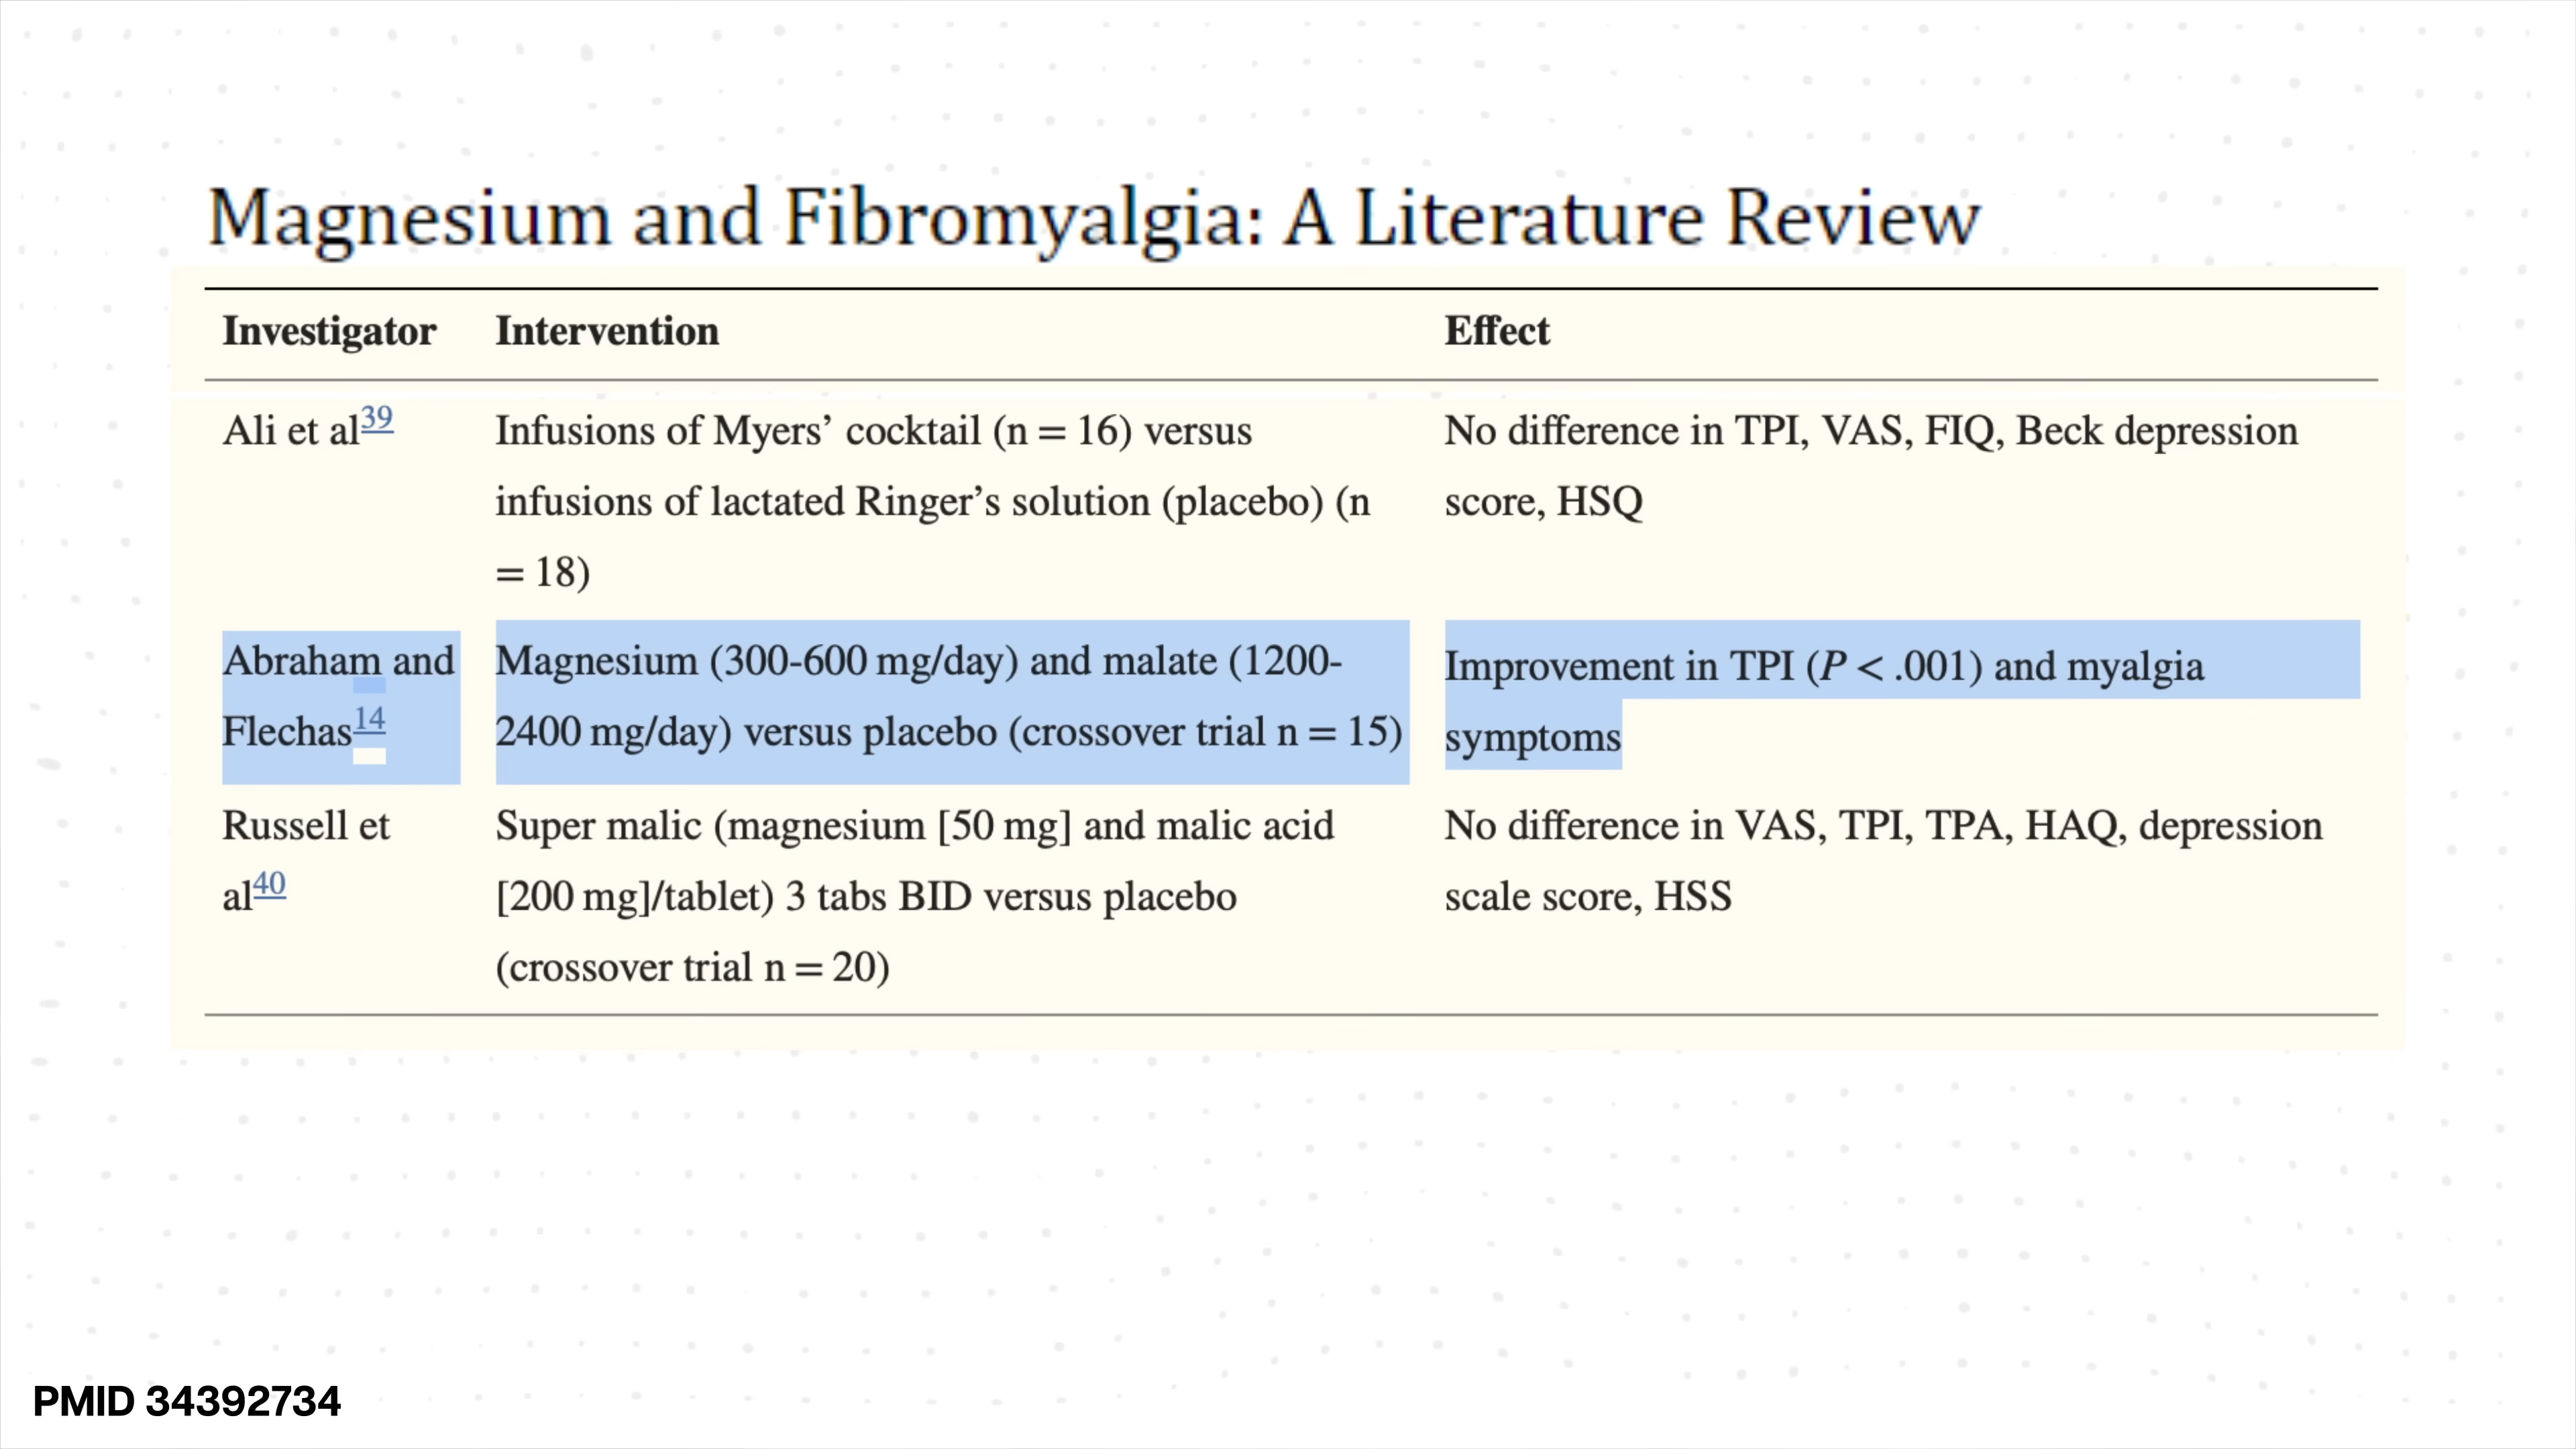 Magnesium and Fibromyalgia: A Literature Review
Investigator Intervention Effect
Ali et al39 Infusions of Myers’ cocktail (n = 16) versus No difference in TPI, VAS, FIQ, Beck depression
infusions of lactated Ringer’s solution (placebo) (n score, HSQ
= 18)
Abraham and Magnesium (300-600 mg/day) and malate (1200- Improvement in TPI (P < .001) and myalgia
Flechas14 2400 mg/day) versus placebo (crossover trial n = 15) symptoms
Russell et Super malic (magnesium [50 mg] and malic acid No difference in VAS, TPI, TPA, HAQ, depression
al40 [200 mg]/tablet) 3 tabs BID versus placebo scale score, HSS
(crossover trial n = 20)
PMID 34392734